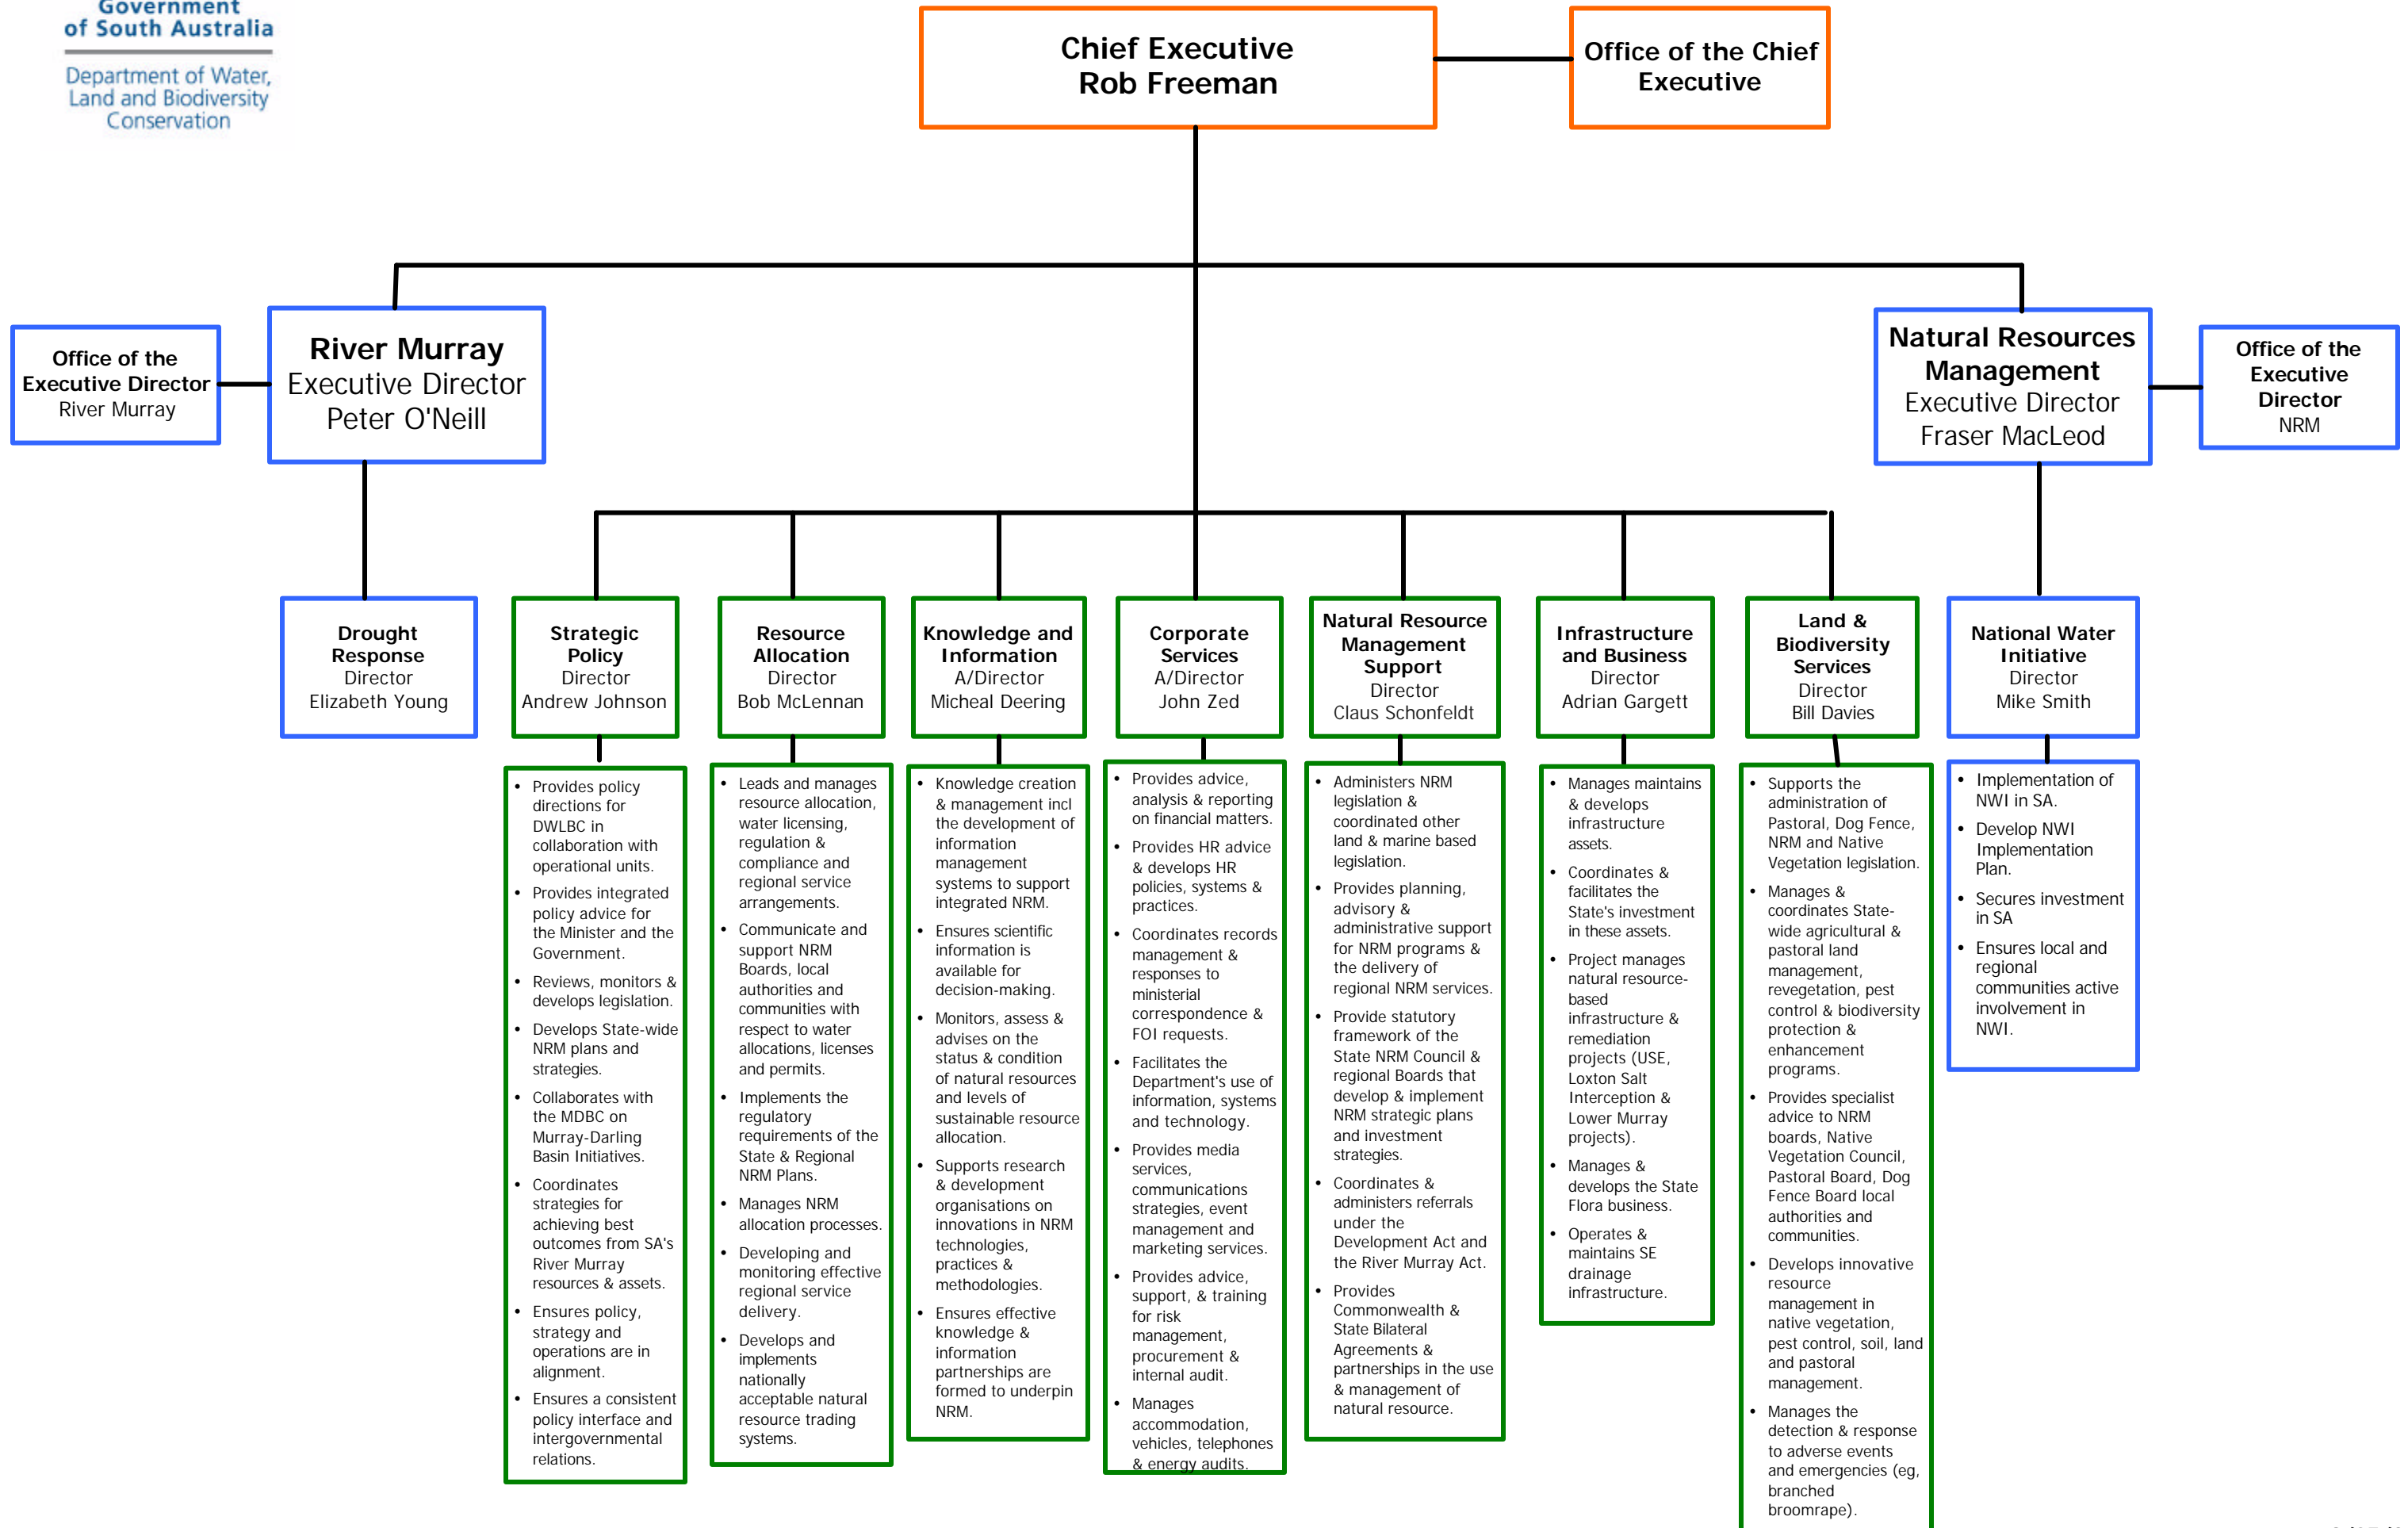 Government
of South Australia
Department of Water,
Land and Biodiversity
Conservation
Chief Executive
Rob Freeman
Office of the Chief
Executive
Office of the
Executive Director
River Murray
River Murray
Executive Director
Peter O'Neill
Natural Resources
Management
Executive Director
Fraser MacLeod
Office of the
Executive
Director
NRM
Drought
Response
Director
Elizabeth Young
Strategic
Policy
Director
Andrew Johnson
Resource
Allocation
Director
Bob McLennan
Knowledge and
Information
A/Director
Micheal Deering
Corporate
Services
A/Director
John Zed
Natural Resource
Management
Support
Director
Claus Schonfeldt
Infrastructure
and Business
Director
Adrian Gargett
Land &
Biodiversity
Services
Director
Bill Davies
National Water
Initiative
Director
Mike Smith
• Provides policy
directions for
DWLBC in
collaboration with
operational units.
• Provides integrated
policy advice for
the Minister and the
Government.
• Reviews, monitors &
develops legislation.
• Develops State-wide
NRM plans and
strategies.
• Collaborates with
the MDBC on
Murray-Darling
Basin Initiatives.
• Coordinates
strategies for
achieving best
outcomes from SA's
River Murray
resources & assets.
• Ensures policy,
strategy and
operations are in
alignment.
• Ensures a consistent
policy interface and
intergovernmental
relations.
• Leads and manages
resource allocation,
water licensing,
regulation &
compliance and
regional service
arrangements.
• Communicate and
support NRM
Boards, local
authorities and
communities with
respect to water
allocations, licenses
and permits.
• Implements the
regulatory
requirements of the
State & Regional
NRM Plans.
• Manages NRM
allocation processes.
• Developing and
monitoring effective
regional service
delivery.
• Develops and
implements
nationally
acceptable natural
resource trading
systems.
• Knowledge creation
& management incl
the development of
information
management
systems to support
integrated NRM.
• Ensures scientific
information is
available for
decision-making.
• Monitors, assess &
advises on the
status & condition
of natural resources
and levels of
sustainable resource
allocation.
• Supports research
& development
organisations on
innovations in NRM
technologies,
practices &
methodologies.
• Ensures effective
knowledge &
information
partnerships are
formed to underpin
NRM.
• Provides advice,
analysis & reporting
on financial matters.
• Provides HR advice
& develops HR
policies, systems &
practices.
• Coordinates records
management &
responses to
ministerial
correspondence &
FOI requests.
• Facilitates the
Department's use of
information, systems
and technology.
• Provides media
services,
communications
strategies, event
management and
marketing services.
• Provides advice,
support, & training
for risk
management,
procurement &
internal audit.
• Manages
accommodation,
vehicles, telephones
& energy audits.
• Administers NRM
legislation &
coordinated other
land & marine based
legislation.
• Provides planning,
advisory &
administrative support
for NRM programs &
the delivery of
regional NRM services.
• Provide statutory
framework of the
State NRM Council &
regional Boards that
develop & implement
NRM strategic plans
and investment
strategies.
• Coordinates &
administers referrals
under the
Development Act and
the River Murray Act.
• Provides
Commonwealth &
State Bilateral
Agreements &
partnerships in the use
& management of
natural resource.
• Manages maintains
& develops
infrastructure
assets.
• Coordinates &
facilitates the
State's investment
in these assets.
• Project manages
natural resource-
based
infrastructure &
remediation
projects (USE,
Loxton Salt
Interception &
Lower Murray
projects).
• Manages &
develops the State
Flora business.
• Operates &
maintains SE
drainage
infrastructure.
• Supports the
administration of
Pastoral, Dog Fence,
NRM and Native
Vegetation legislation.
• Manages &
coordinates State-
wide agricultural &
pastoral land
management,
revegetation, pest
control & biodiversity
protection &
enhancement
programs.
• Provides specialist
advice to NRM
boards, Native
Vegetation Council,
Pastoral Board, Dog
Fence Board local
authorities and
communities.
• Develops innovative
resource
management in
native vegetation,
pest control, soil, land
and pastoral
management.
• Manages the
detection & response
to adverse events
and emergencies (eg,
branched
broomrape).
• Implementation of
NWI in SA.
• Develop NWI
Implementation
Plan.
• Secures investment
in SA
• Ensures local and
regional
communities active
involvement in
NWI.